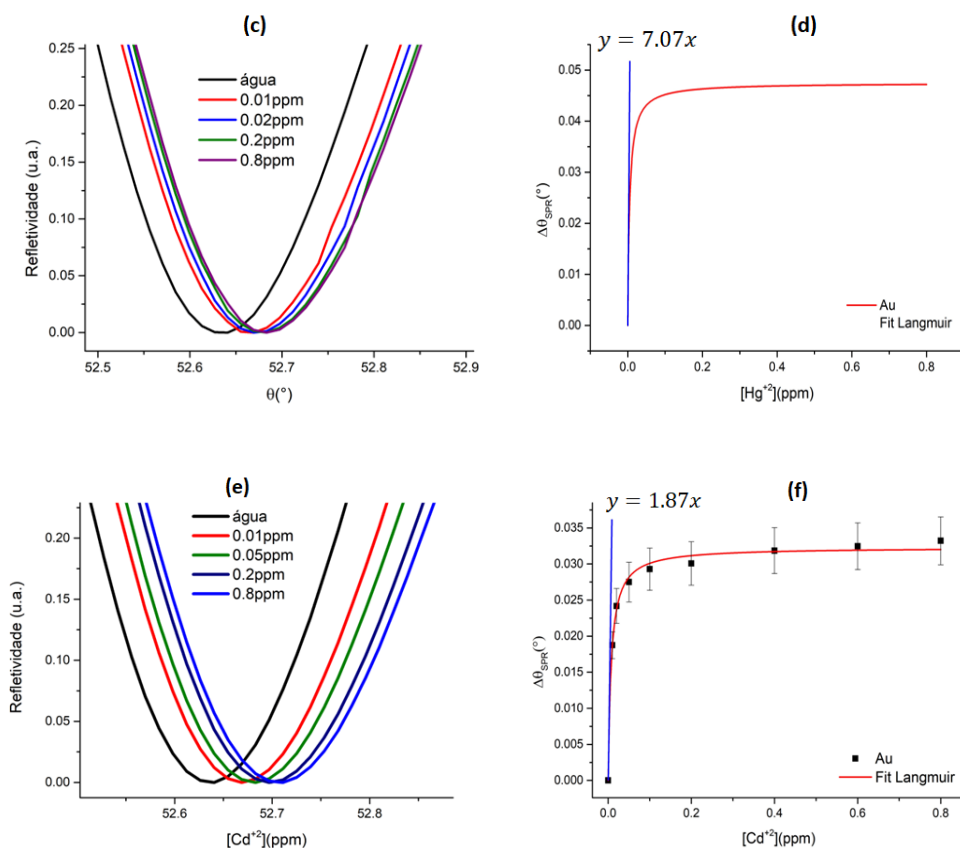 (c)
0.25
0.20
0.15
0.10
0.05
0.00
Refletividade (u.a.)
água
0.01ppm
0.02ppm
0.2ppm
0.8ppm
52.5
52.6
52.7
52.8
52.9
θ(°)
(d)
y = 7.07x
0.05
0.04
0.03
0.02
0.01
0.00
Δθ_SPR(°)
Au
Fit Langmuir
0.0
0.2
0.4
0.6
0.8
[Hg⁺²](ppm)
(e)
0.20
0.15
0.10
0.05
0.00
Refletividade (u.a.)
água
0.01ppm
0.05ppm
0.2ppm
0.8ppm
52.6
52.7
52.8
[Cd⁺²](ppm)
(f)
y = 1.87x
0.035
0.030
0.025
0.020
0.015
0.010
0.005
0.000
Δθ_SPR(°)
Au
Fit Langmuir
0.0
0.2
0.4
0.6
0.8
[Cd⁺²](ppm)